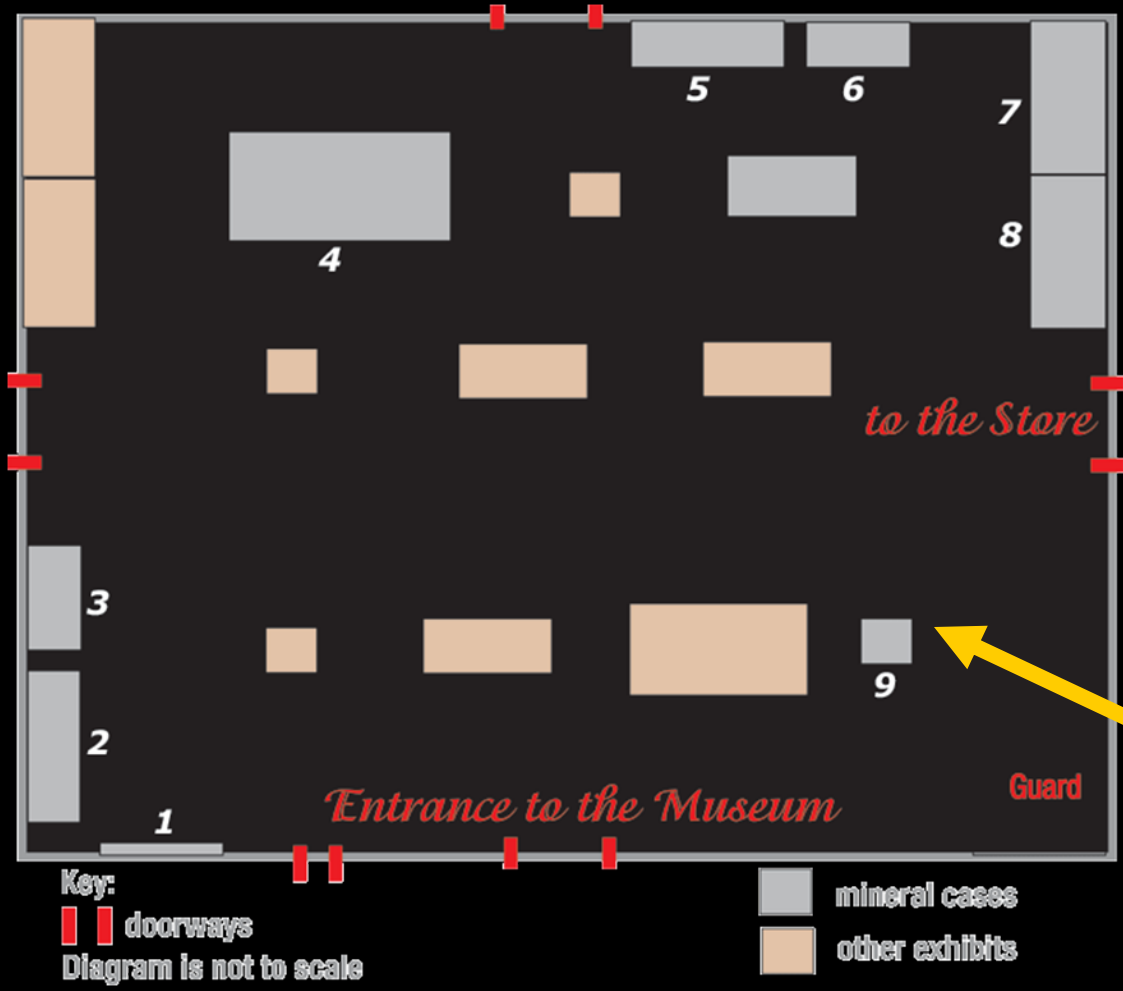 5
6
7
8
4
to the Store
3
9
2
Guard
Entrance to the Museum
1
Key:
doorways
Diagram is not to scale
mineral cases
other exhibits